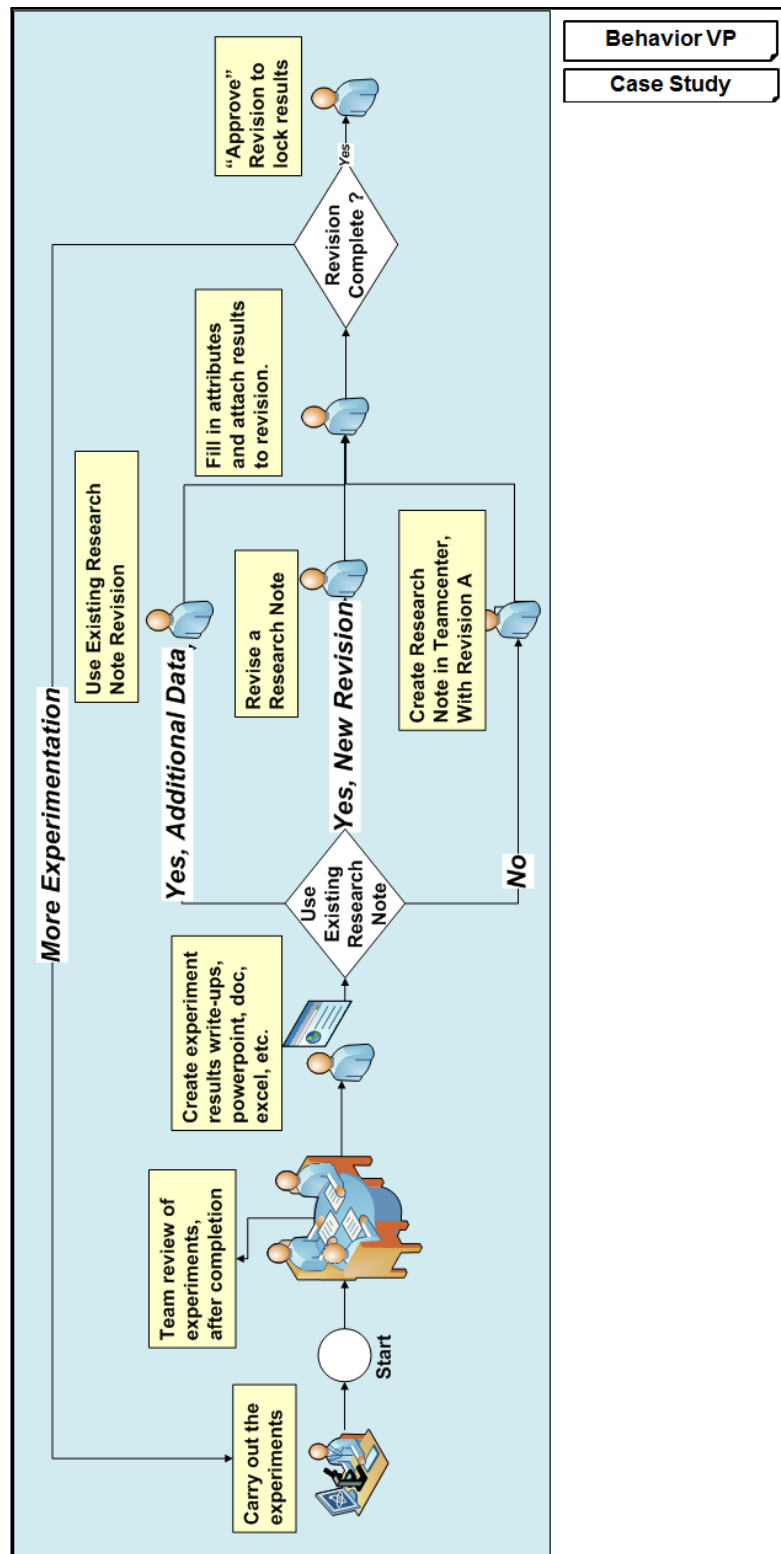 Behavior VP
Case Study
More Experimentation
Carry out the
experiments
Start
Team review of
experiments,
after completion
Create experiment
results write-ups,
powerpoint, doc,
excel, etc.
Use
Existing
Research
Note
Yes, Additional Data,
Yes, New Revision
No
Use Existing Research
Note Revision
Revise a
Research Note
Create Research
Note in Teamcenter,
With Revision A
Fill in attributes
and attach results
to revision.
Revision
Complete ?
Yes
“Approve”
Revision to
lock results